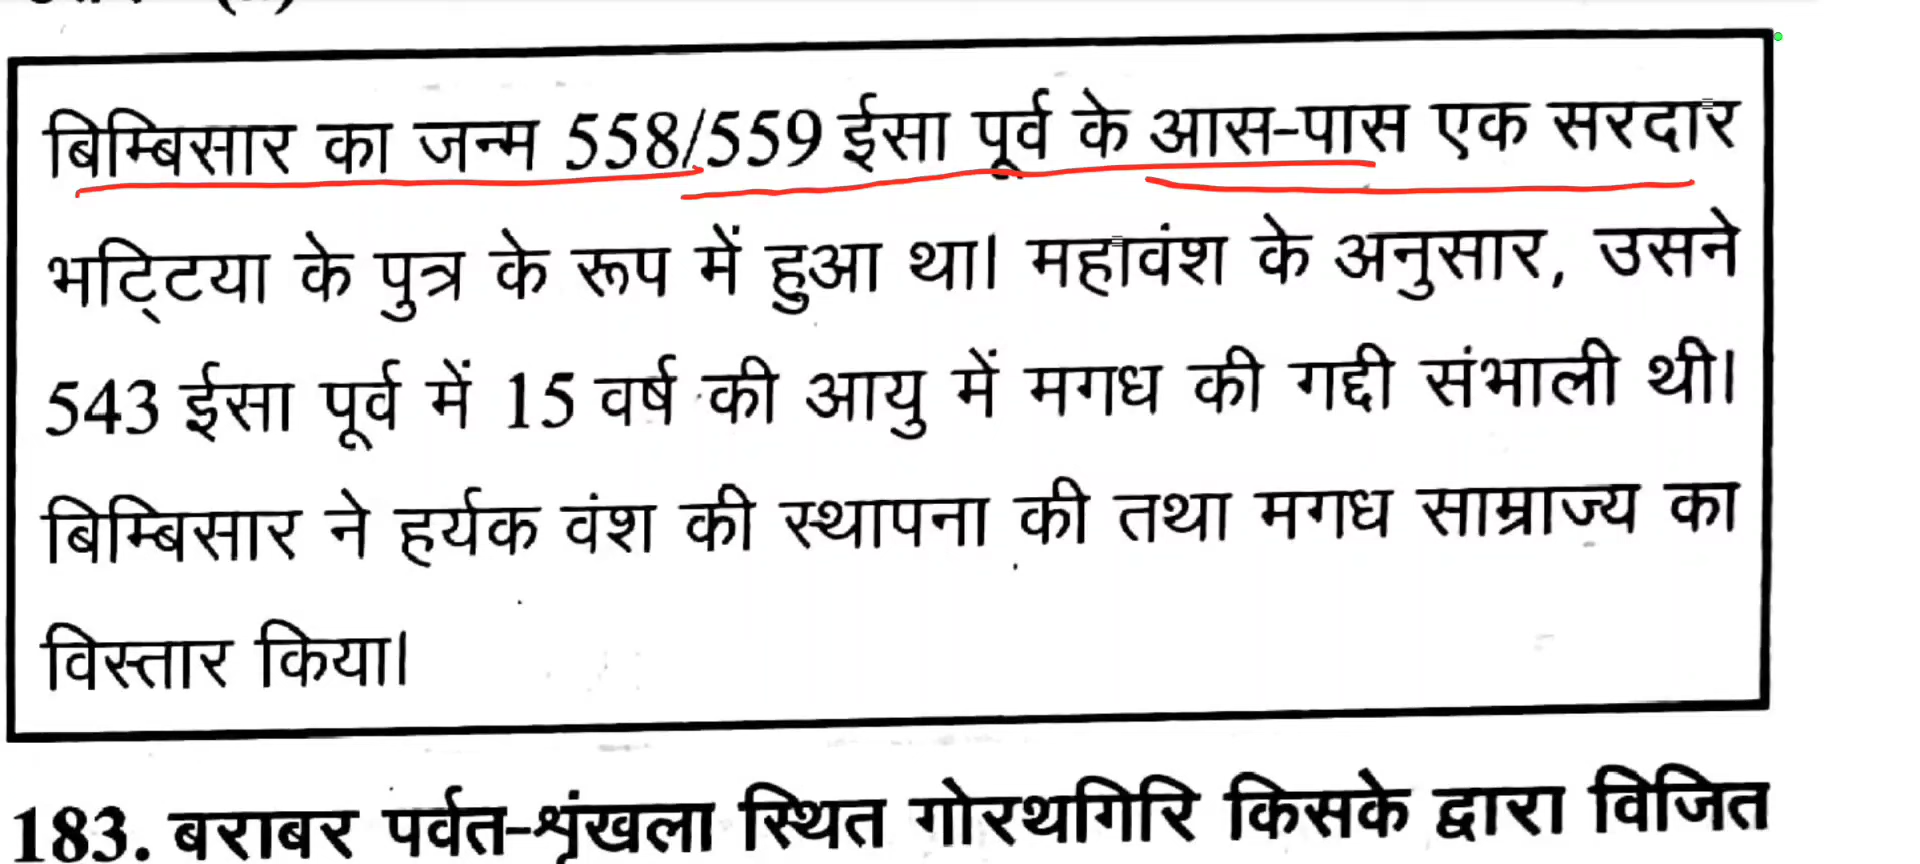 बिम्बिसार का जन्म 558/559 ईसा पूर्व के आस-पास एक सरदार
भट्टिया के पुत्र के रूप में हुआ था। महावंश के अनुसार, उसने
543 ईसा पूर्व में 15 वर्ष की आयु में मगध की गद्दी संभाली थी।
बिम्बिसार ने हर्यक वंश की स्थापना की तथा मगध साम्राज्य का
विस्तार किया।
183. बराबर पर्वत-शृंखला स्थित गोरथगिरि किसके द्वारा विजित